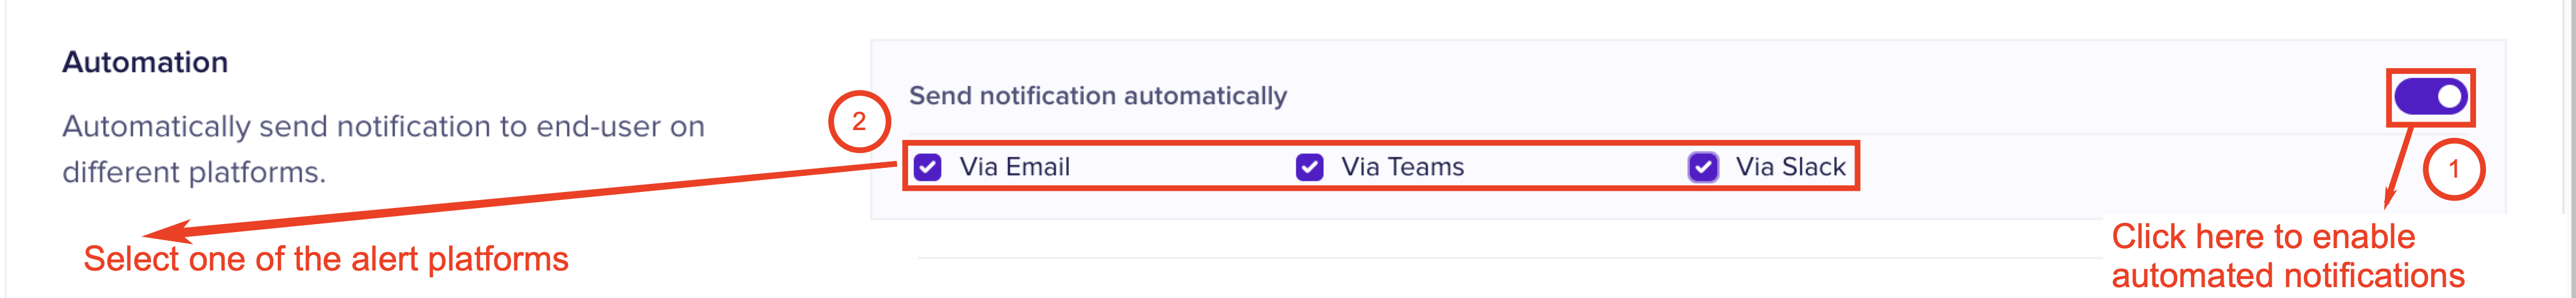 Automation
Automatically send notification to end-user on
different platforms.
Send notification automatically
2
Via Email
Via Teams
Via Slack
1
Select one of the alert platforms
Click here to enable
automated notifications